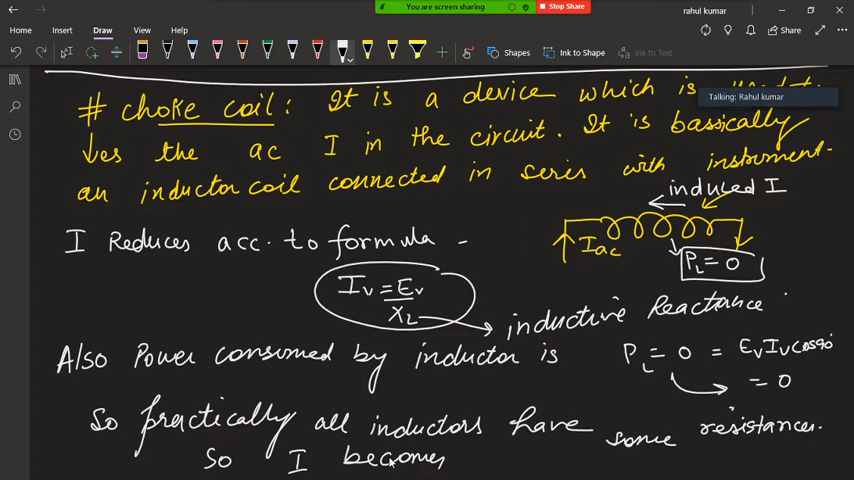 You are screen sharing
Stop Share
rahul kumar
Home Insert Draw View Help
Share
Shapes
Ink to Shape
Ink to Text
Talking: Rahul kumar
# choke coil : It is a device which is
↓es the ac I in the circuit. It is bassically
an inductor coil connected in series with instrument.
induced I
I Reduces acc. to formula -
Iac
PL = 0
Iv = Ev
XL
inductive Reactance
Also Power consumed by inductor is
PL = 0 = EvIvcos90°
= 0
So practically all inductors have some resistances.
So I becomes